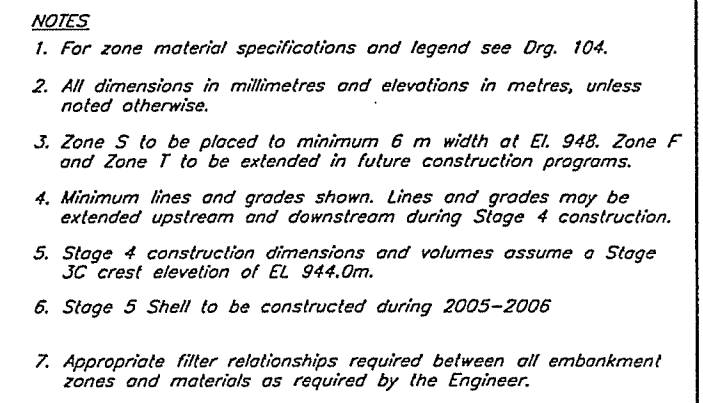 NOTES
1. For zone material specifications and legend see Drg. 104.
2. All dimensions in millimetres and elevations in metres, unless
noted otherwise.
3. Zone S to be placed to minimum 6 m width at El. 948. Zone F
and Zone T to be extended in future construction programs.
4. Minimum lines and grades shown. Lines and grades may be
extended upstream and downstream during Stage 4 construction.
5. Stage 4 construction dimensions and volumes assume a Stage
3C crest elevetion of EL 944.0m.
6. Stage 5 Shell to be constructed during 2005-2006
7. Appropriate filter relationships required between all embankment
zones and materials as required by the Engineer.